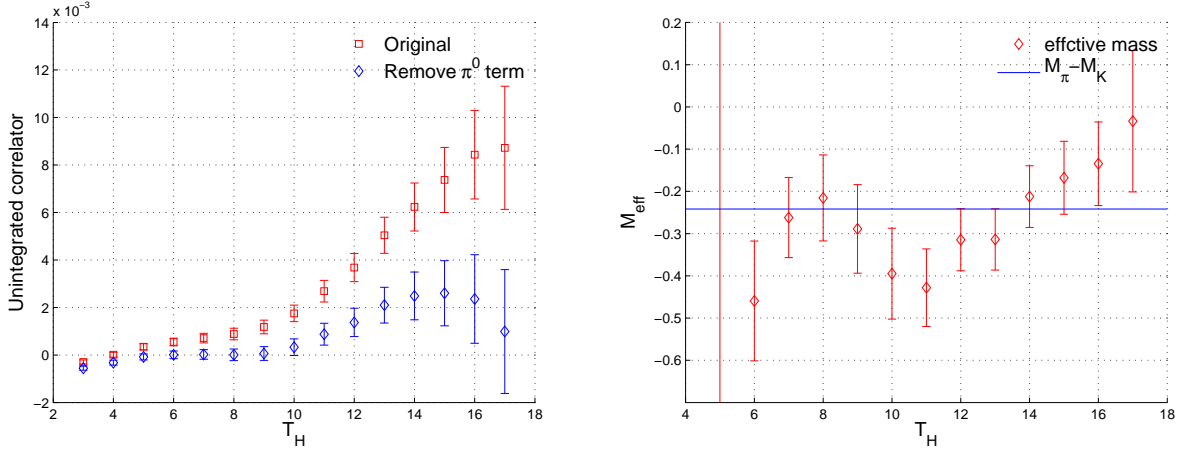 x 10⁻³
14
12
10
8
6
4
2
0
−2
2 4 6 8 10 12 14 16 18
T_H
Unintegrated correlator
Original
Remove π⁰ term
0.2
0.1
0
−0.1
−0.2
−0.3
−0.4
−0.5
−0.6
4 6 8 10 12 14 16 18
T_H
M_eff
effctive mass
M_π−M_K